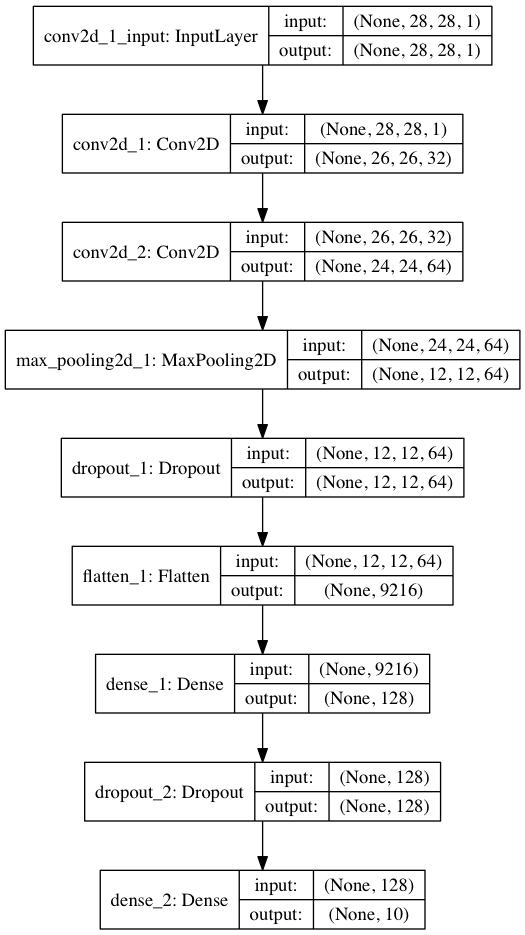 conv2d_1_input: InputLayer
input: (None, 28, 28, 1)
output: (None, 28, 28, 1)
conv2d_1: Conv2D
input: (None, 28, 28, 1)
output: (None, 26, 26, 32)
conv2d_2: Conv2D
input: (None, 26, 26, 32)
output: (None, 24, 24, 64)
max_pooling2d_1: MaxPooling2D
input: (None, 24, 24, 64)
output: (None, 12, 12, 64)
dropout_1: Dropout
input: (None, 12, 12, 64)
output: (None, 12, 12, 64)
flatten_1: Flatten
input: (None, 12, 12, 64)
output: (None, 9216)
dense_1: Dense
input: (None, 9216)
output: (None, 128)
dropout_2: Dropout
input: (None, 128)
output: (None, 128)
dense_2: Dense
input: (None, 128)
output: (None, 10)